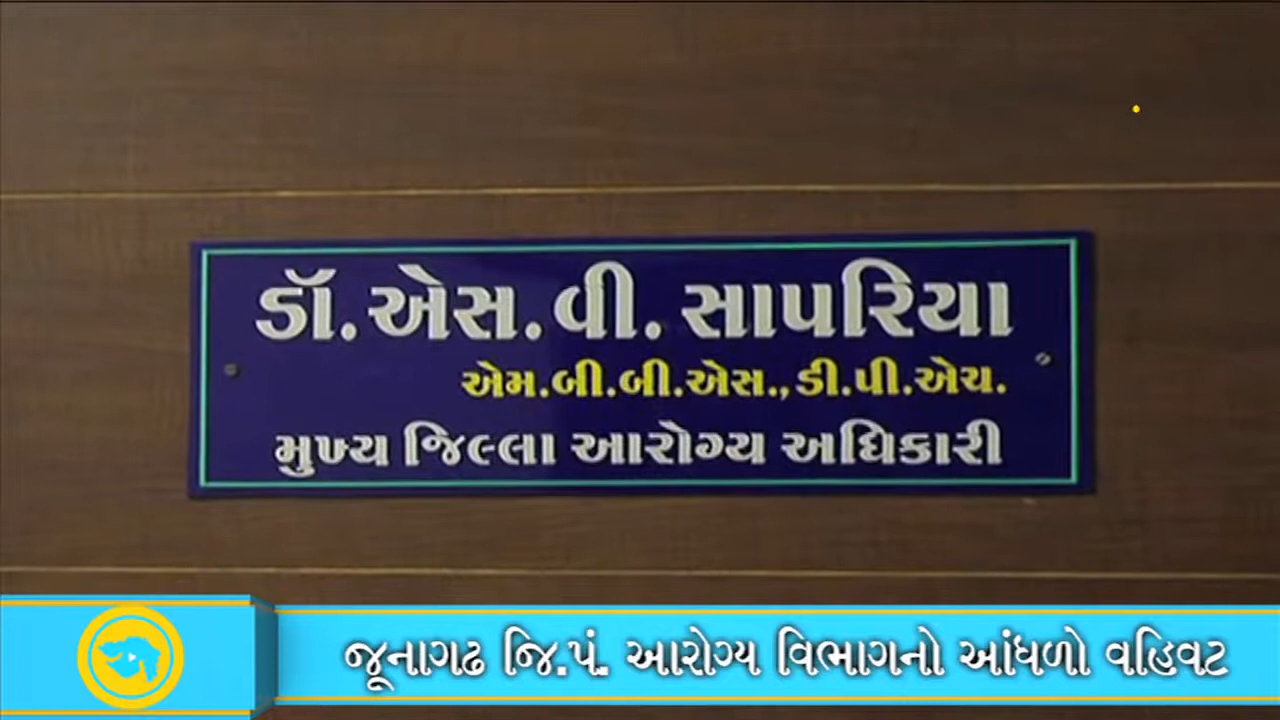 ડૉ.એસ.વી. સાપરિયા
એમ.બી.બી.એસ.,ડી.પી.એચ.
મુખ્ય જિલ્લા આરોગ્ય અધિકારી
જૂનાગઢ જિ.પં. આરોગ્ય વિભાગનો આંધળો વહિવટ